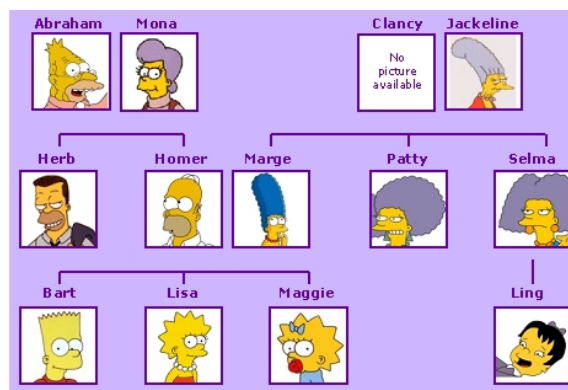 Abraham Mona Clancy Jackeline
No
picture
available
Herb Homer Marge Patty Selma
Bart Lisa Maggie Ling